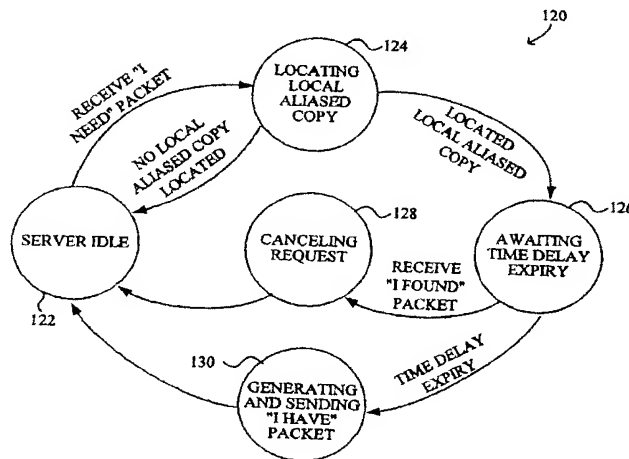 120
124
LOCATING
LOCAL
ALIASED
COPY
RECEIVE "I
NEED" PACKET
NO LOCAL
ALIASED COPY
LOCATED
LOCATED
LOCAL ALIASED
COPY
126
128
SERVER IDLE
122
CANCELING
REQUEST
AWAITING
TIME DELAY
EXPIRY
RECEIVE
"I FOUND"
PACKET
130
GENERATING
AND SENDING
"I HAVE"
PACKET
TIME DELAY
EXPIRY